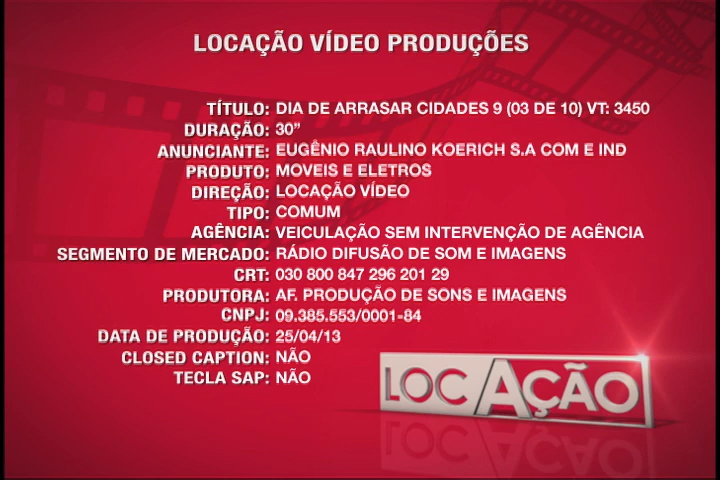 LOCAÇÃO VÍDEO PRODUÇÕES
TÍTULO: DIA DE ARRASAR CIDADES 9 (03 DE 10) VT: 3450
DURAÇÃO: 30”
ANUNCIANTE: EUGÊNIO RAULINO KOERICH S.A COM E IND
PRODUTO: MOVEIS E ELETROS
DIREÇÃO: LOCAÇÃO VÍDEO
TIPO: COMUM
AGÊNCIA: VEICULAÇÃO SEM INTERVENÇÃO DE AGÊNCIA
SEGMENTO DE MERCADO: RÁDIO DIFUSÃO DE SOM E IMAGENS
CRT: 030 800 847 296 201 29
PRODUTORA: AF. PRODUÇÃO DE SONS E IMAGENS
CNPJ: 09.385.553/0001-84
DATA DE PRODUÇÃO: 25/04/13
CLOSED CAPTION: NÃO
TECLA SAP: NÃO
LOCAÇÃO